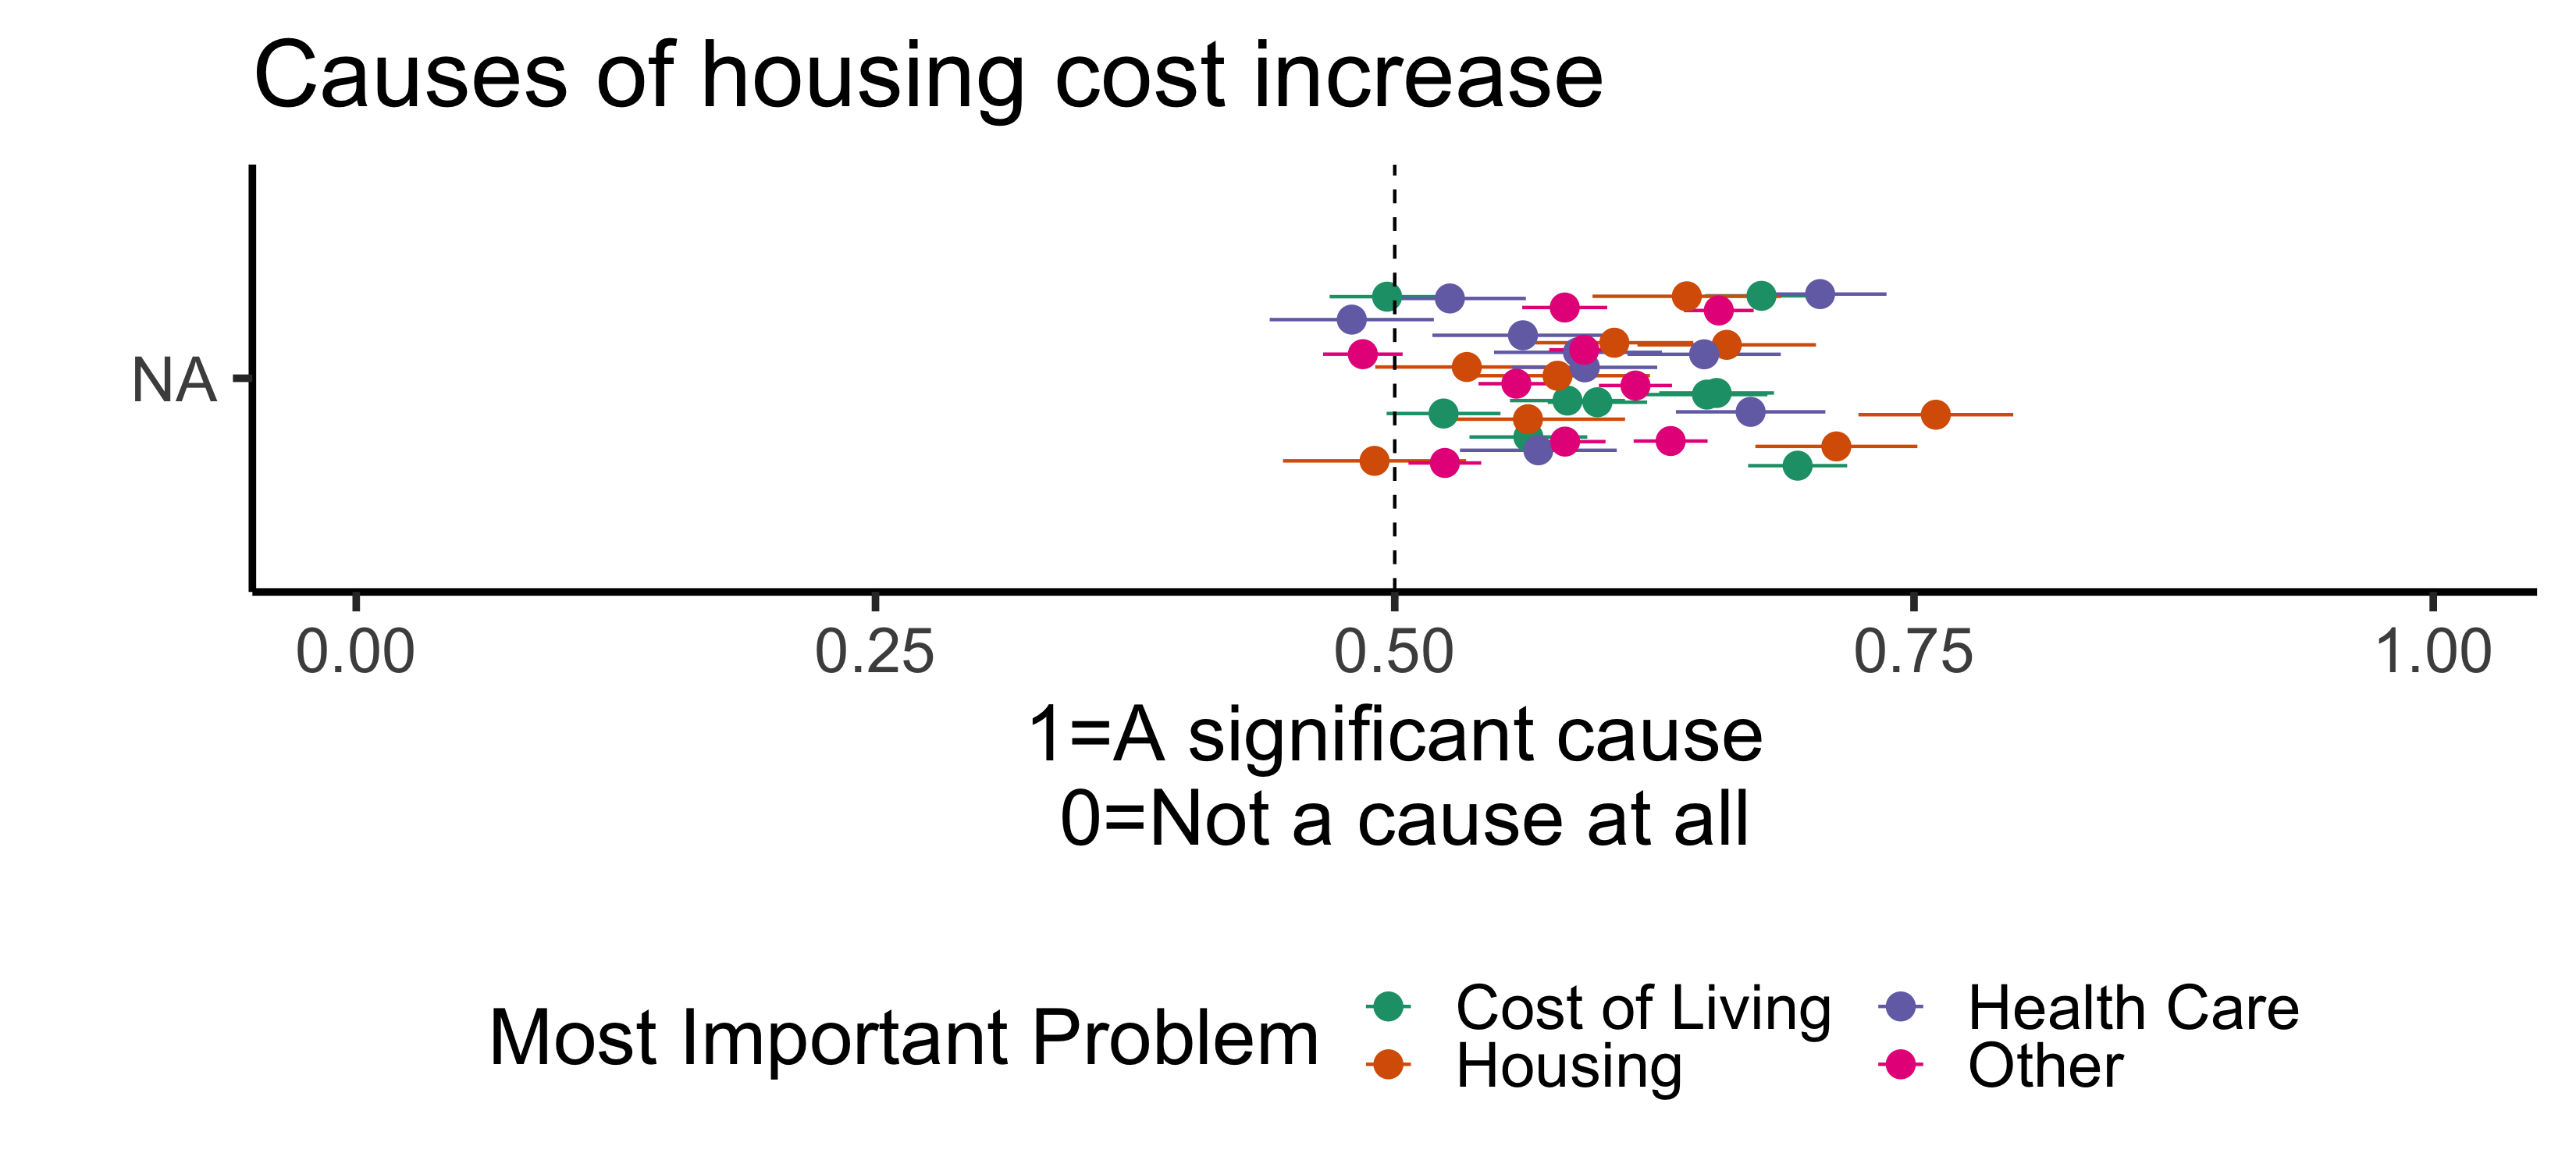 Causes of housing cost increase
NA
0.00 0.25 0.50 0.75 1.00
1=A significant cause
0=Not a cause at all
Most Important Problem
Cost of Living Health Care
Housing Other